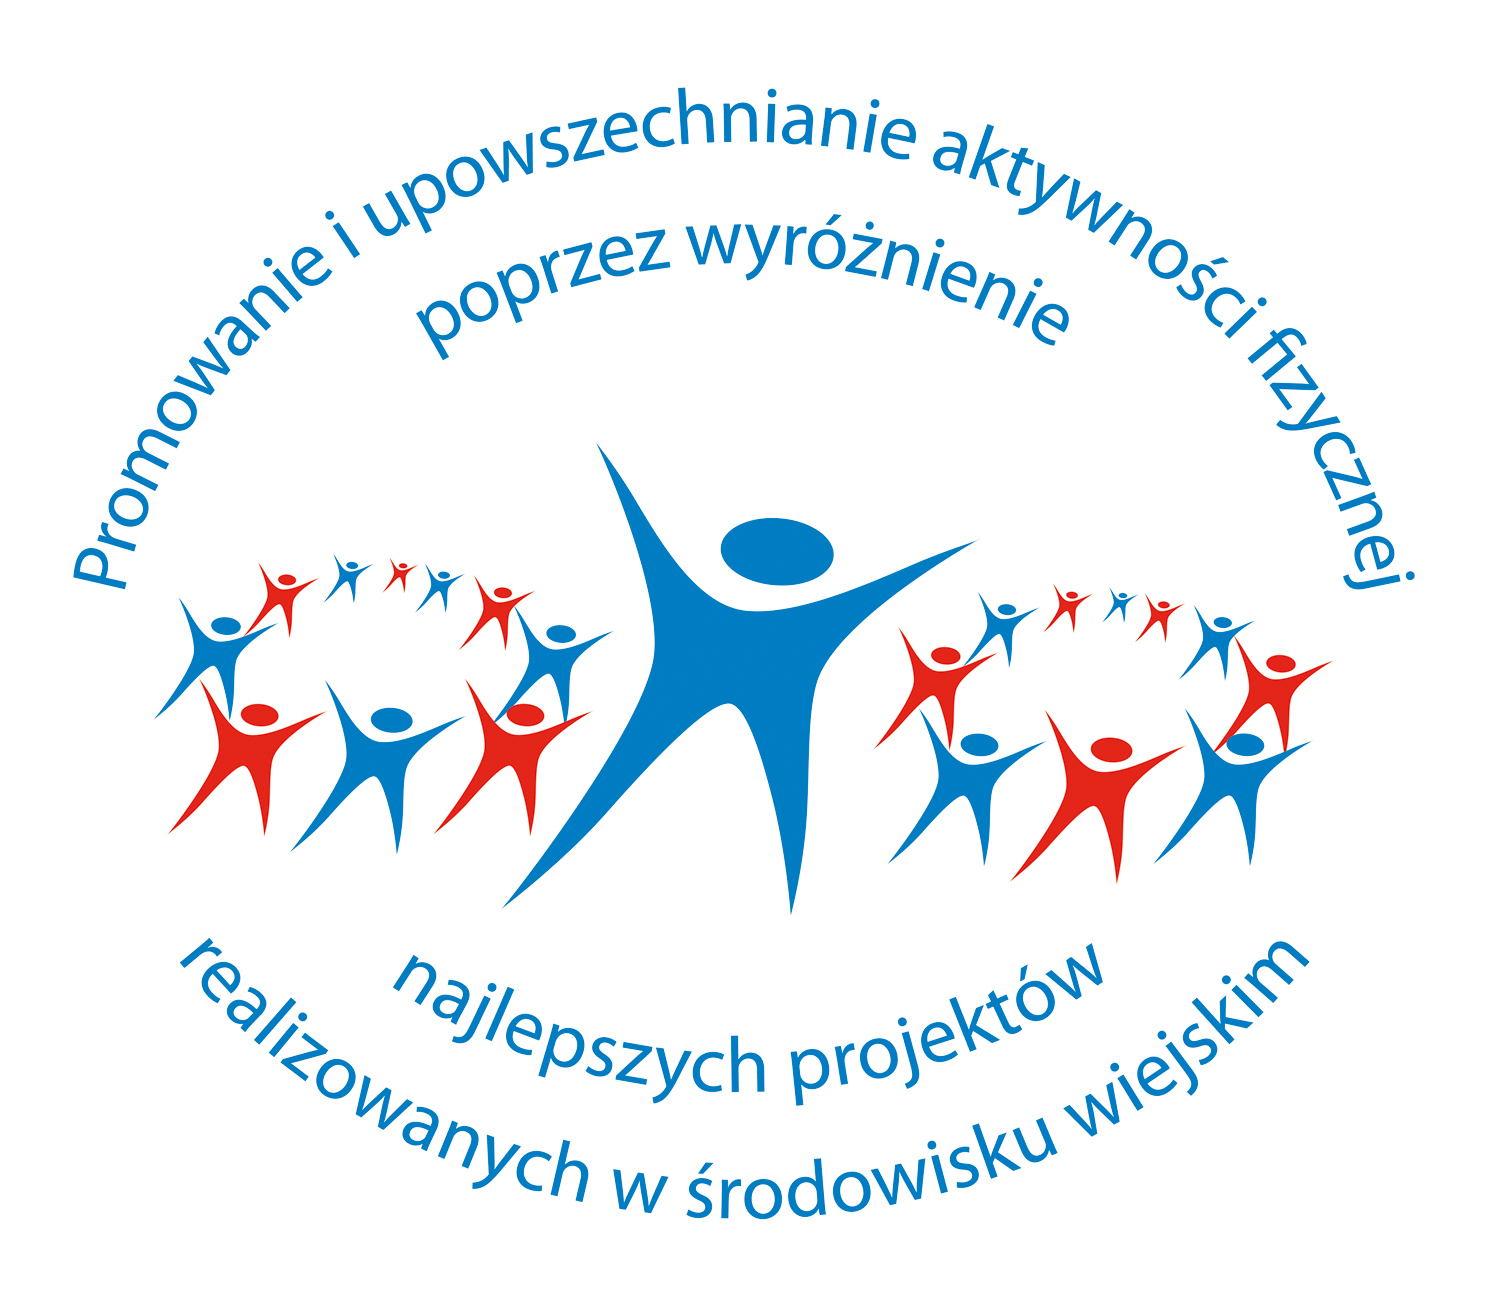 Promowanie i upowszechnianie aktywności fizycznej
poprzez wyróżnienie
najlepszych projektów
realizowanych w środowisku wiejskim